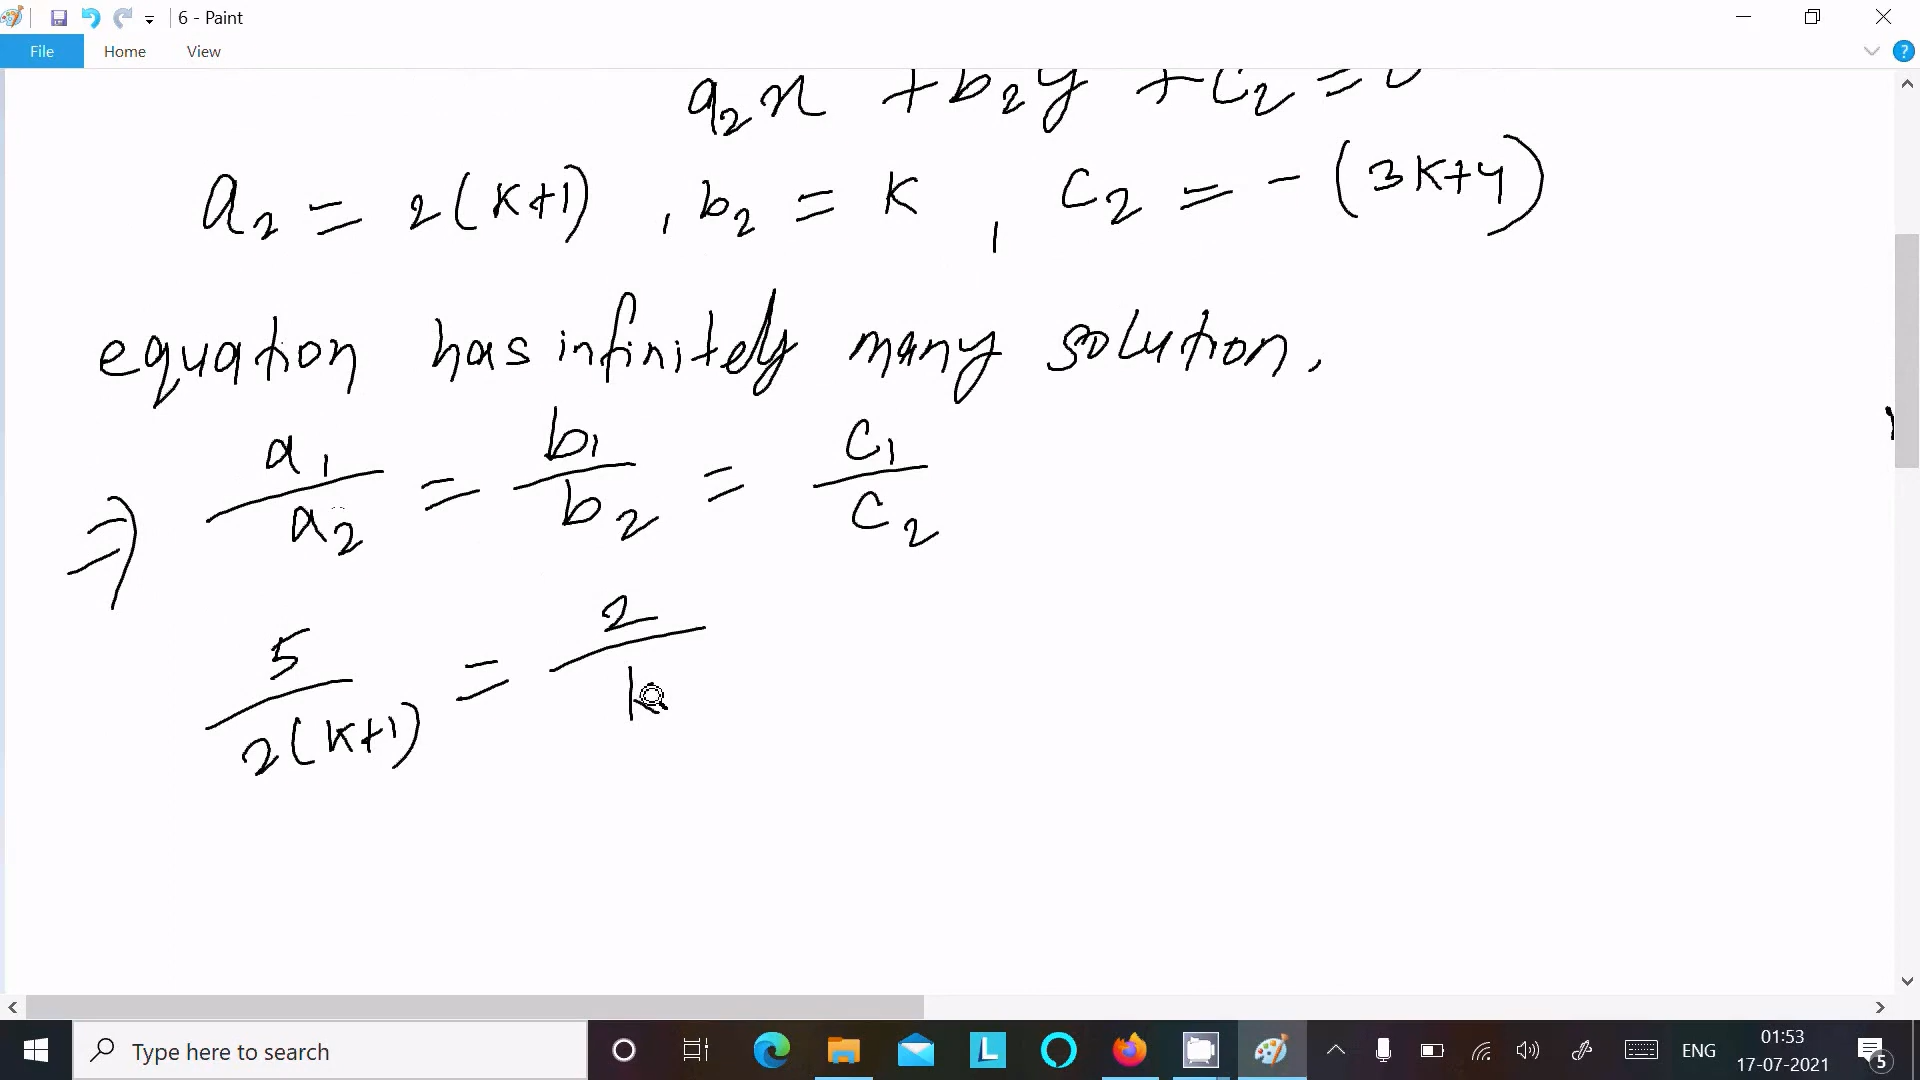 6 - Paint
File Home View
a₂x + b₂y + c₂ = 0
a₂ = 2(k+1) , b₂ = k , c₂ = -(3k+4)
equation has infinitely many solution.
⇒ a₁/a₂ = b₁/b₂ = c₁/c₂
5/2(k+1) = 2/k
Type here to search
ENG
01:53
17-07-2021
5